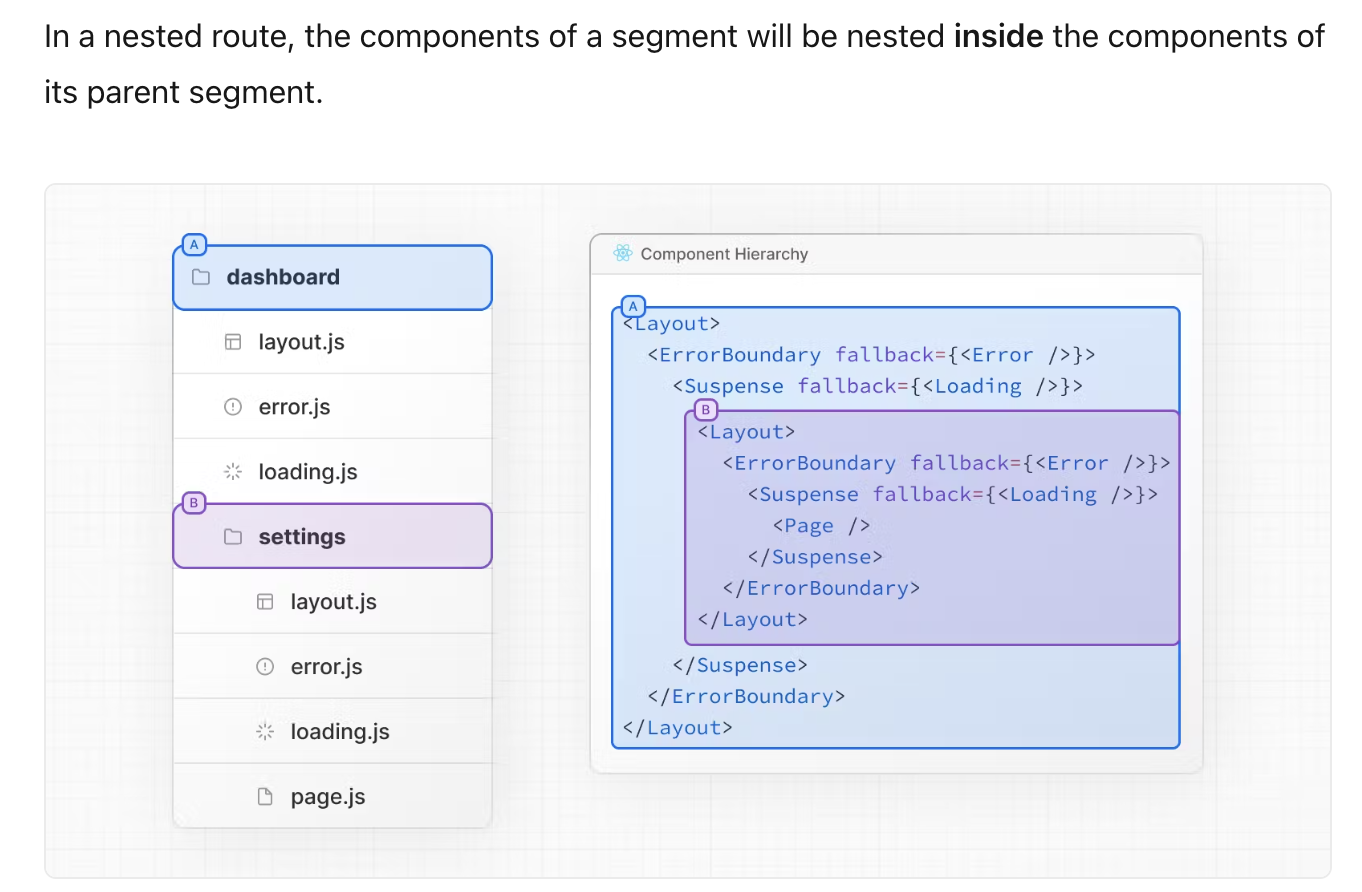 In a nested route, the components of a segment will be nested inside the components of
its parent segment.
A
dashboard
layout.js
error.js
loading.js
B
settings
layout.js
error.js
loading.js
page.js
Component Hierarchy
A
<Layout>
<ErrorBoundary fallback={<Error />}>
<Suspense fallback={<Loading />}>
B
<Layout>
<ErrorBoundary fallback={<Error />}>
<Suspense fallback={<Loading />}>
<Page />
</Suspense>
</ErrorBoundary>
</Layout>
</Suspense>
</ErrorBoundary>
</Layout>